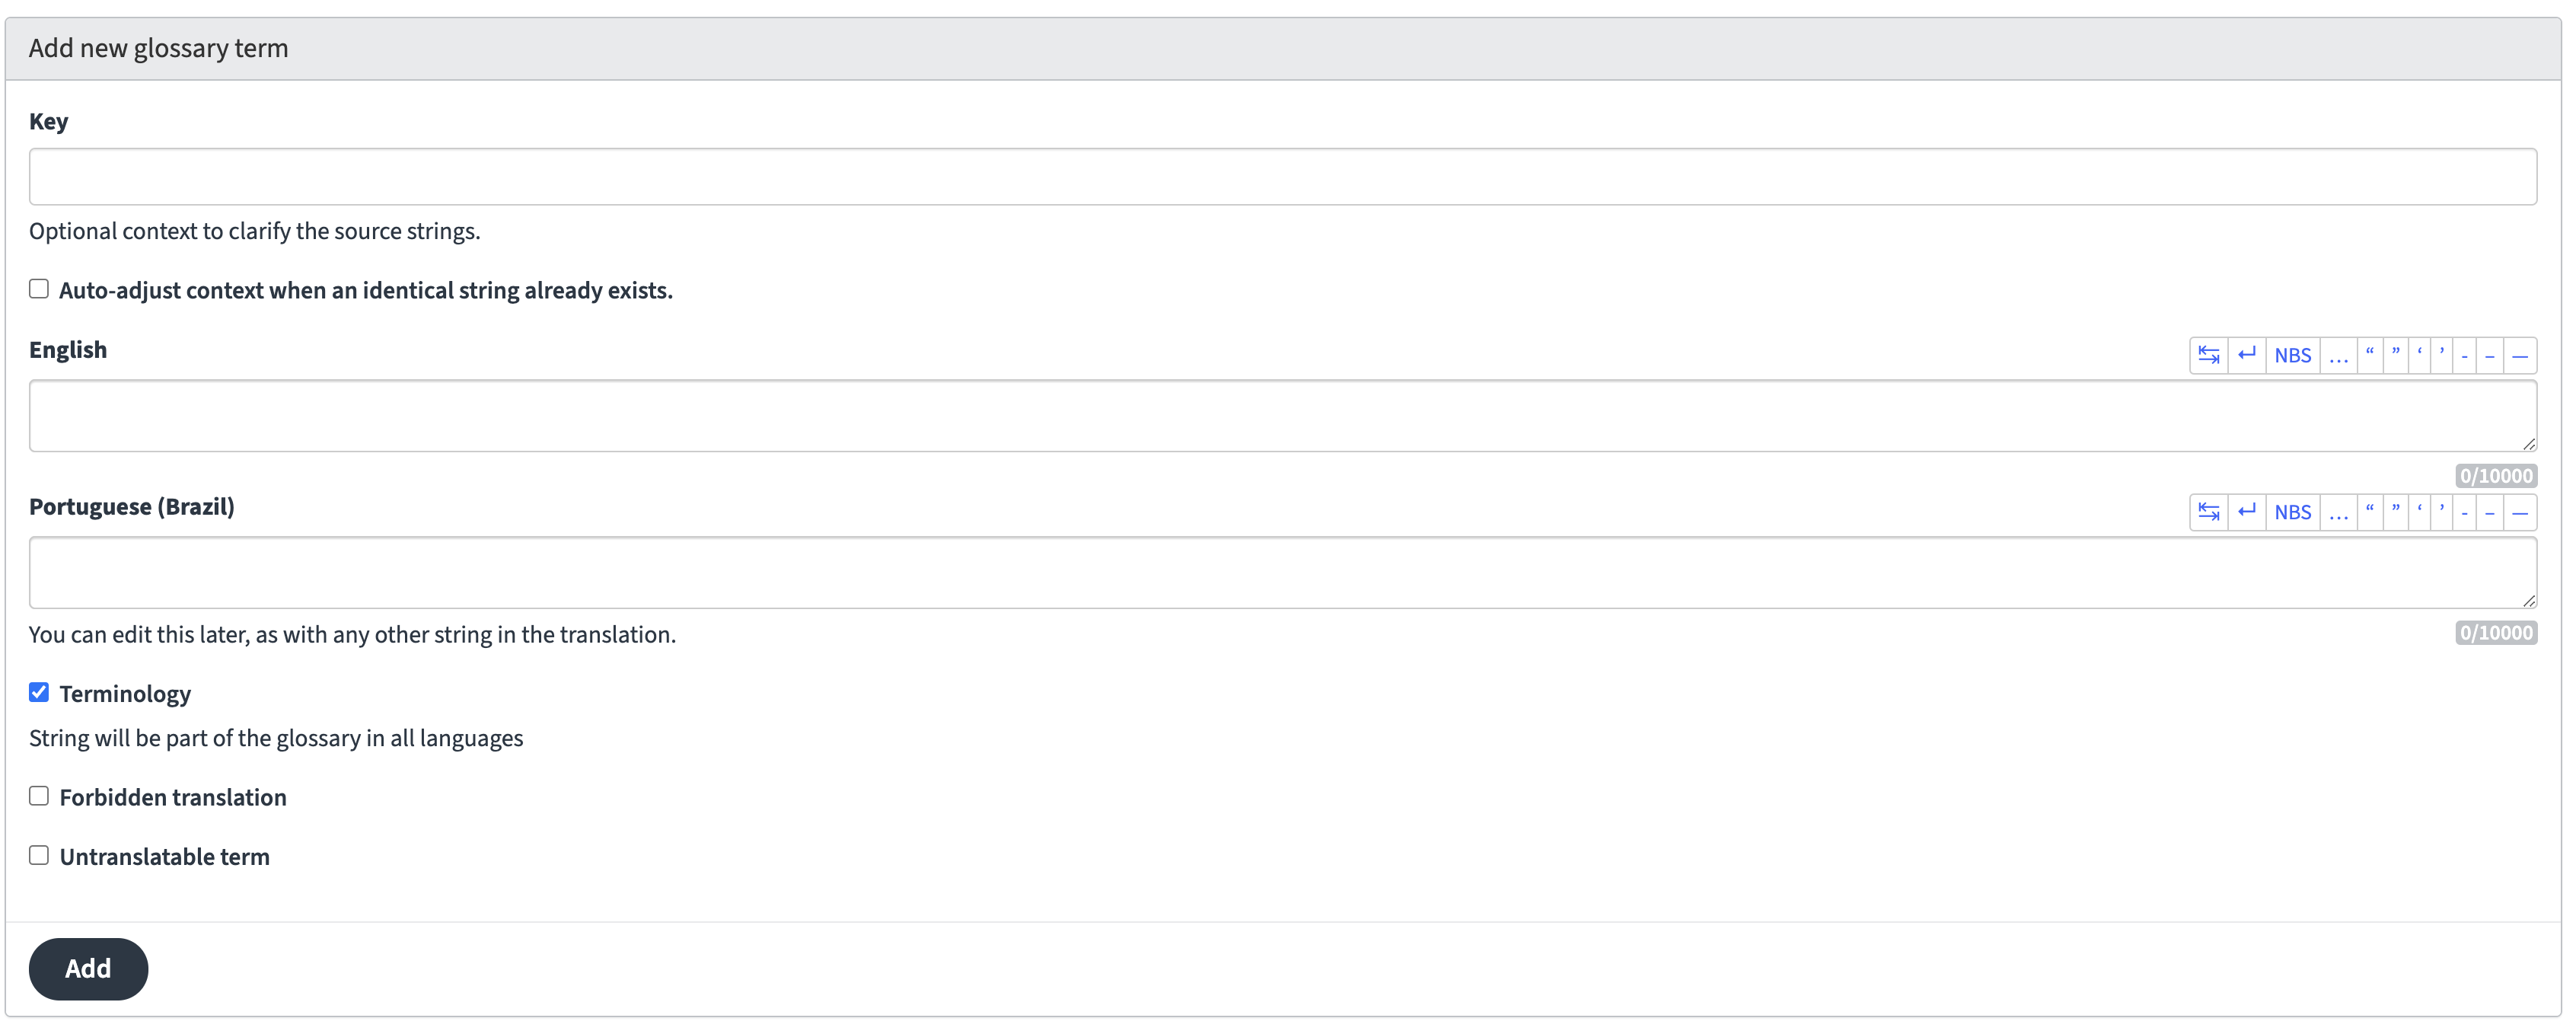 Add new glossary term
Key
Optional context to clarify the source strings.
Auto-adjust context when an identical string already exists.
English
NBS … “ ” ‘ ’ - – —
0/10000
Portuguese (Brazil)
NBS … “ ” ‘ ’ - – —
You can edit this later, as with any other string in the translation.
0/10000
Terminology
String will be part of the glossary in all languages
Forbidden translation
Untranslatable term
Add